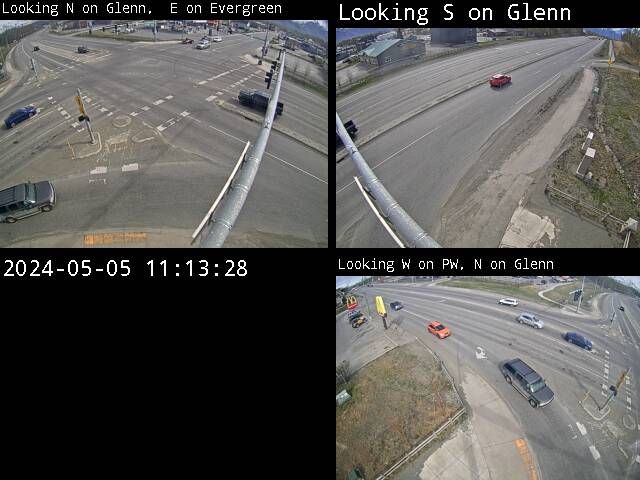 Looking N on Glenn,  E on Evergreen
Looking S on Glenn
2024-05-05 11:13:28
Looking W on PW, N on Glenn